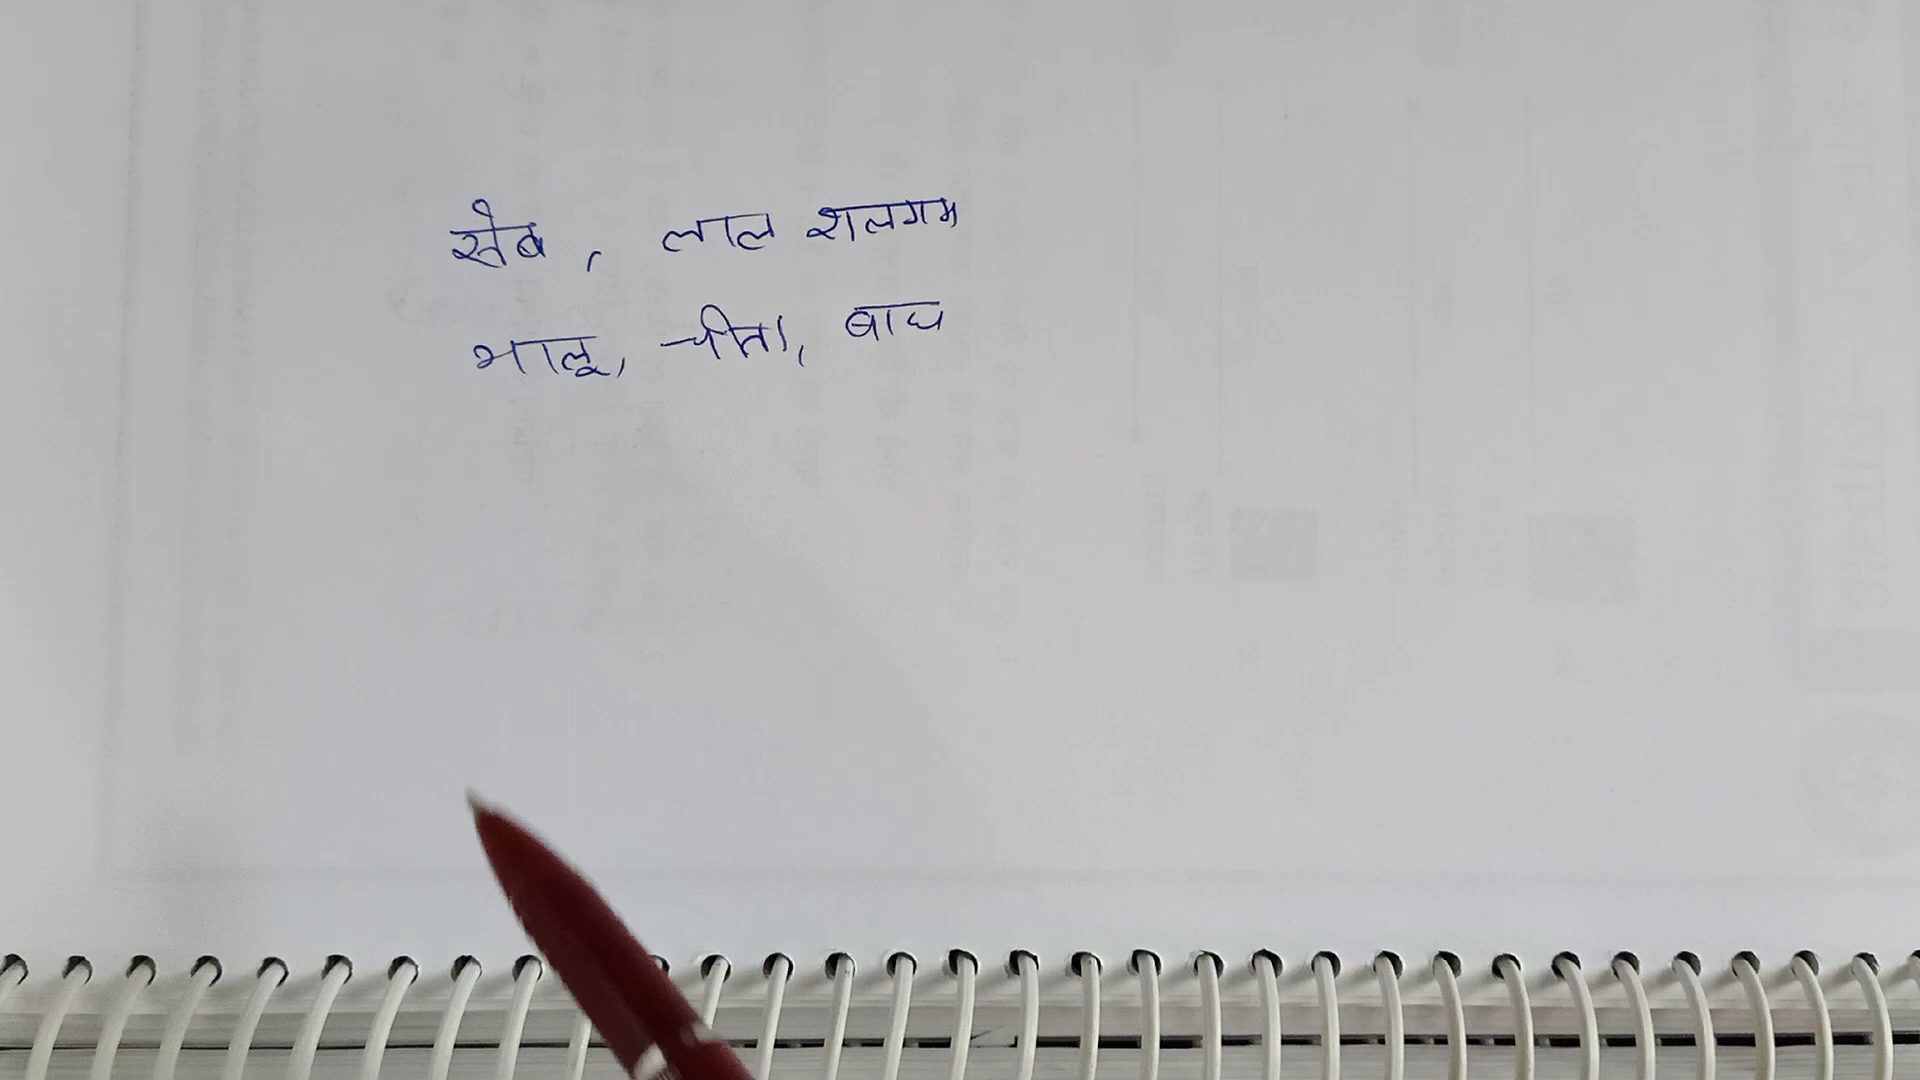 सेब, लाल शलगम
भालू, चीता, बाघ